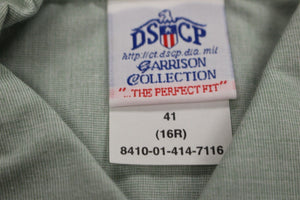 DSCP
http://ct.dscp.dla.mil
GARRISON
COLLECTION
"...THE PERFECT FIT"
41
(16R)
8410-01-414-7116